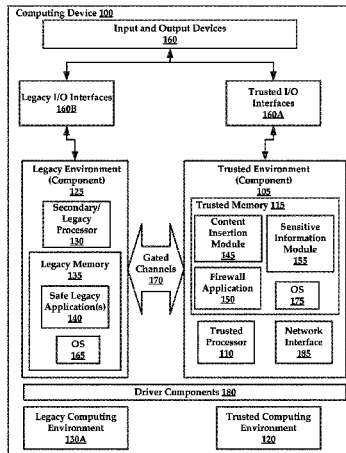 Computing Device 100
Input and Output Devices
160
Legacy I/O Interfaces
160B
Trusted I/O
Interfaces
160A
Legacy Environment
(Component)
125
Secondary/
Legacy
Processor
130
Legacy Memory
135
Safe Legacy
Application(s)
140
OS
165
Gated
Channels
170
Trusted Environment
(Component)
105
Trusted Memory 115
Content
Insertion
Module
145
Sensitive
Information
Module
155
Firewall
Application
150
OS
175
Trusted
Processor
110
Network
Interface
185
Driver Components 180
Legacy Computing
Environment
130A
Trusted Computing
Environment
120